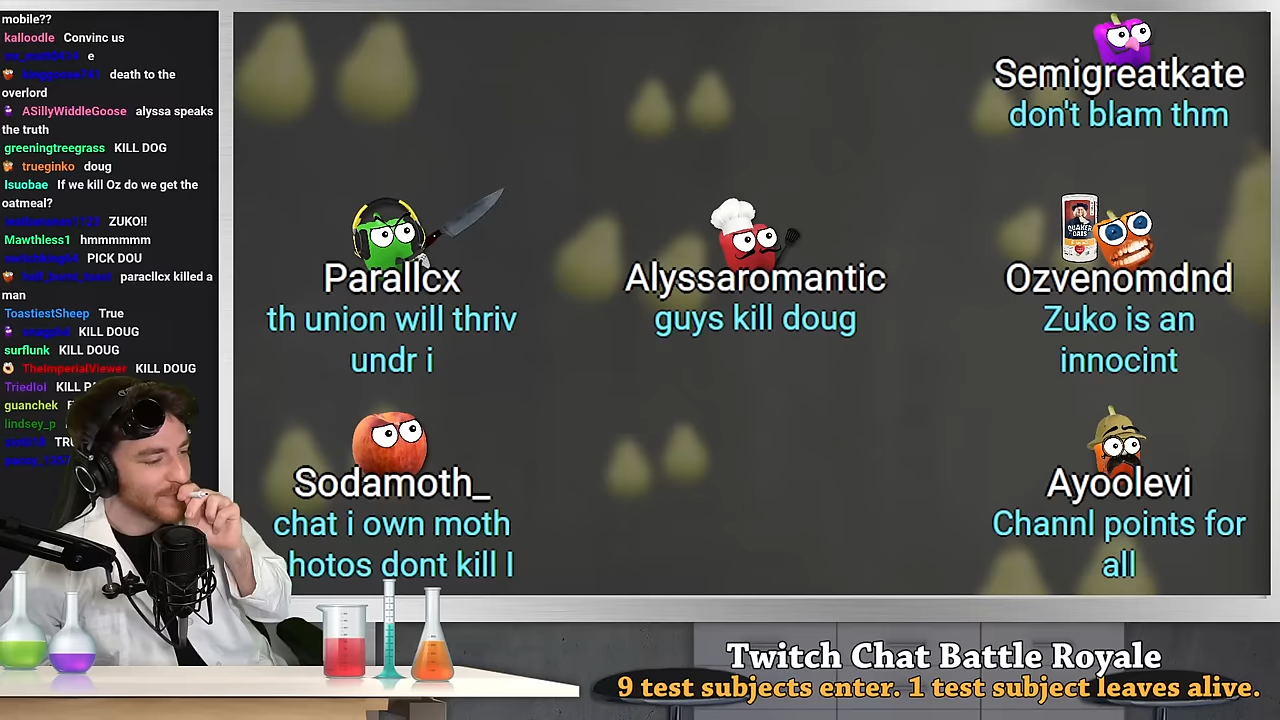 mobile??
kalloodle Convinc us
e
death to the
overlord
ASillyWiddleGoose alyssa speaks
the truth
greeningtreegrass KILL DOG
trueginko doug
Isuobae If we kill Oz do we get the
oatmeal?
ZUKO!!
Mawthless1 hmmmmmm
PICK DOU
paracllcx killed a
man
ToastiestSheep True
KILL DOUG
surflunk KILL DOUG
TheImperialViewer KILL DOUG
Triedloi KILL
guanchek
lindsey_p
Semigreatkate
don't blam thm
Parallcx
th union will thriv
undr i
Alyssaromantic
guys kill doug
QUAKER
OATS
Ozvenomdnd
Zuko is an
innocint
Sodamoth_
chat i own moth
hotos dont kill I
Ayoolevi
Channl points for
all
Twitch Chat Battle Royale
9 test subjects enter. 1 test subject leaves alive.